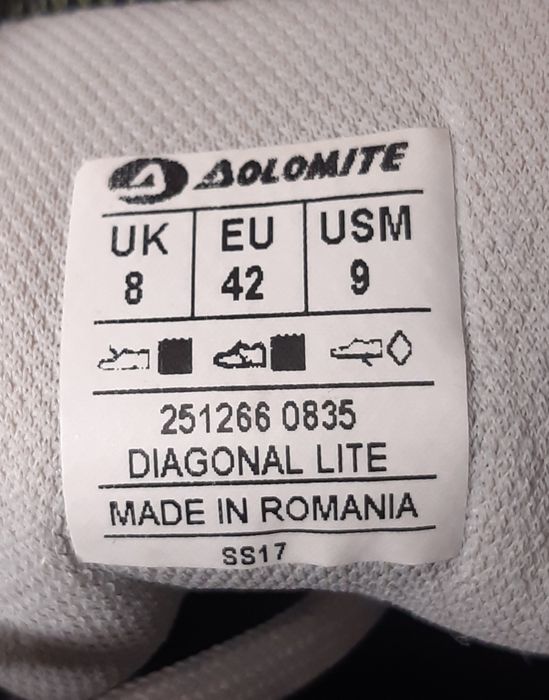 DOLOMITE
UK EU USM
8 42 9
251266 0835
DIAGONAL LITE
MADE IN ROMANIA
SS17